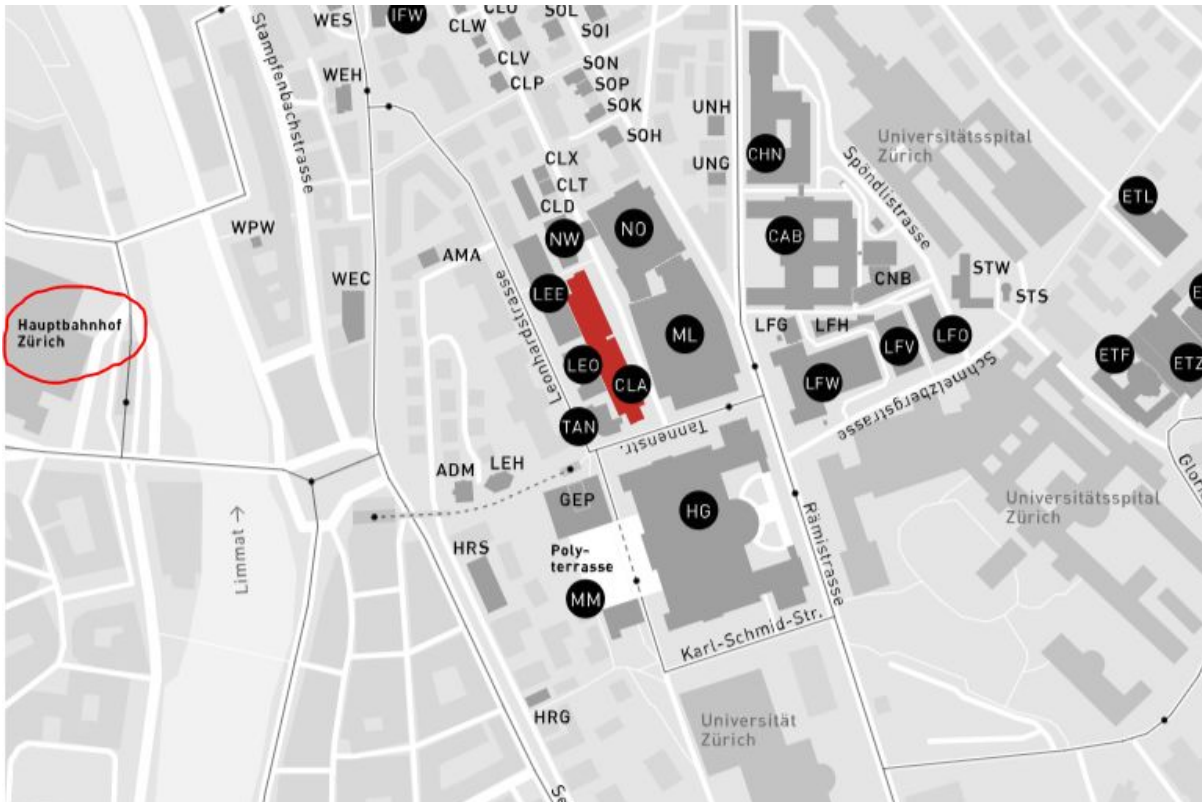 WES
IFW
CLW
CLU
SOL
SOI
CLV
CLP
SON
SOP
SOK
SOH
Stampfenbachstrasse
WEH
UNH
UNG
CHN
Universitätsspital
Zürich
Spöndlistrasse
ETL
CLX
CLT
CLD
NW
NO
CAB
WPW
AMA
WEC
Leonhardstrasse
LEE
CNB
STW
STS
Hauptbahnhof
Zürich
LEO
CLA
ML
LFG
LFH
LFW
LFV
LFO
ETF
ETZ
Schmelzbergstrasse
TAN
Tannenstr.
ADM
LEH
GEP
HG
Rämistrasse
Universitätsspital
Zürich
Limmat →
HRS
Poly-
terrasse
MM
Karl-Schmid-Str.
HRG
Universität
Zürich